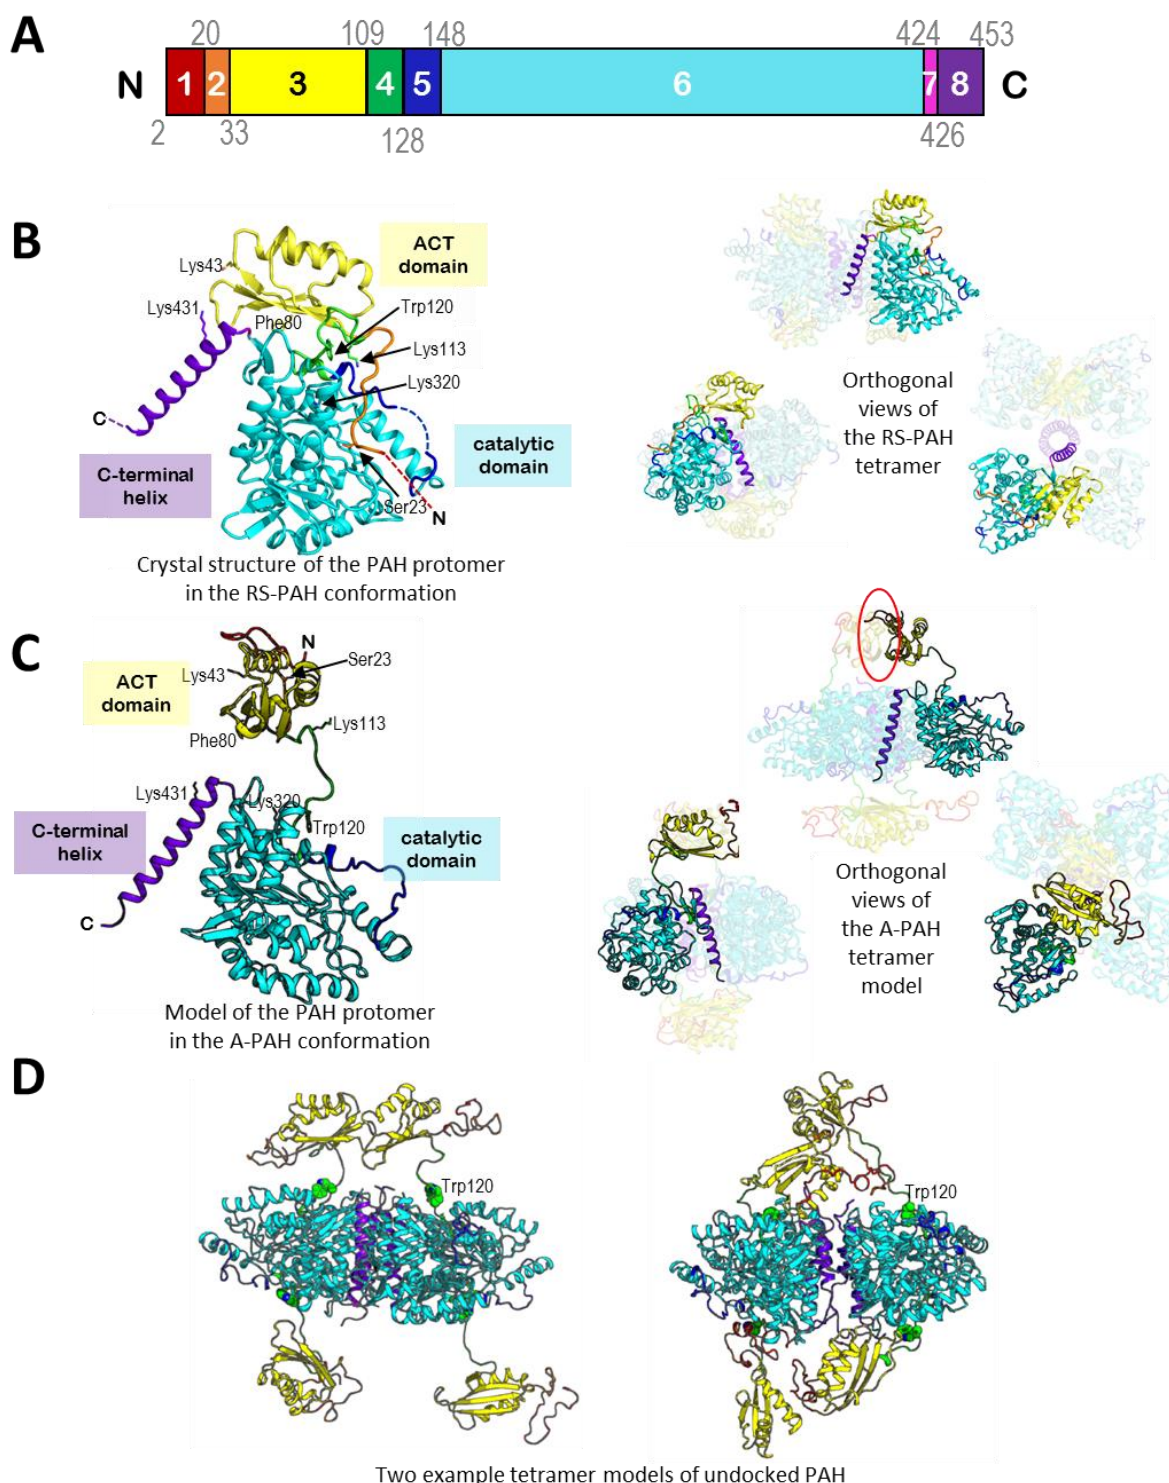 A
20 109 148 424 453
N 1 2 3 4 5 6 7 8 C
2 33 128 426
B
ACT
domain
Lys43
Lys431
Phe80
Trp120
Lys113
Lys320
C
catalytic
domain
C-terminal
helix
Ser23
N
Crystal structure of the PAH protomer
in the RS-PAH conformation
Orthogonal
views of
the RS-PAH
tetramer
C
N
Ser23
ACT
domain
Lys43
Lys113
Phe80
Lys431
Lys320
Trp120
C-terminal
helix
catalytic
domain
C
Model of the PAH protomer
in the A-PAH conformation
Orthogonal
views of
the A-PAH
tetramer
model
D
Trp120
Trp120
Two example tetramer models of undocked PAH